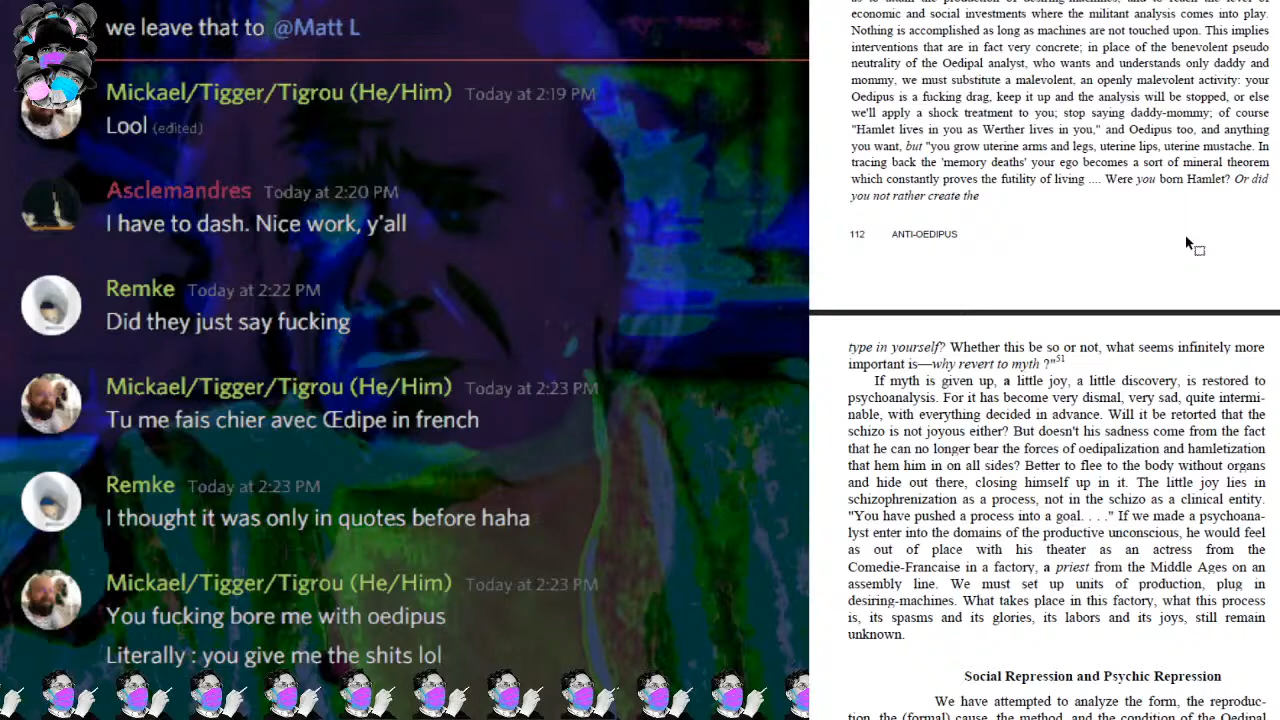 we leave that to @Matt L
Mickael/Tigger/Tigrou (He/Him) Today at 2:19 PM
Lool (edited)
Asclemandres Today at 2:20 PM
I have to dash. Nice work, y'all
Remke Today at 2:22 PM
Did they just say fucking
Mickael/Tigger/Tigrou (He/Him) Today at 2:23 PM
Tu me fais chier avec Œdipe in french
Remke Today at 2:23 PM
I thought it was only in quotes before haha
Mickael/Tigger/Tigrou (He/Him) Today at 2:23 PM
You fucking bore me with oedipus
Literally : you give me the shits lol
economic and social investments where the militant analysis comes into play.
Nothing is accomplished as long as machines are not touched upon. This implies
interventions that are in fact very concrete; in place of the benevolent pseudo
neutrality of the Oedipal analyst, who wants and understands only daddy and
mommy, we must substitute a malevolent, an openly malevolent activity: your
Oedipus is a fucking drag, keep it up and the analysis will be stopped, or else
we'll apply a shock treatment to you; stop saying daddy-mommy; of course
"Hamlet lives in you as Werther lives in you," and Oedipus too, and anything
you want, but "you grow uterine arms and legs, uterine lips, uterine mustache. In
tracing back the 'memory deaths' your ego becomes a sort of mineral theorem
which constantly proves the futility of living .... Were you born Hamlet? Or did
you not rather create the
112 ANTI-OEDIPUS
type in yourself? Whether this be so or not, what seems infinitely more
important is—why revert to myth ?"51
If myth is given up, a little joy, a little discovery, is restored to
psychoanalysis. For it has become very dismal, very sad, quite intermi-
nable, with everything decided in advance. Will it be retorted that the
schizo is not joyous either? But doesn't his sadness come from the fact
that he can no longer bear the forces of oedipalization and hamletization
that hem him in on all sides? Better to flee to the body without organs
and hide out there, closing himself up in it. The little joy lies in
schizophrenization as a process, not in the schizo as a clinical entity.
"You have pushed a process into a goal. . . ." If we made a psychoana-
lyst enter into the domains of the productive unconscious, he would feel
as out of place with his theater as an actress from the
Comedie-Francaise in a factory, a priest from the Middle Ages on an
assembly line. We must set up units of production, plug in
desiring-machines. What takes place in this factory, what this process
is, its spasms and its glories, its labors and its joys, still remain
unknown.
Social Repression and Psychic Repression
We have attempted to analyze the form, the reproduc-
tion, the (formal) cause, the method, and the condition of the Oedipal